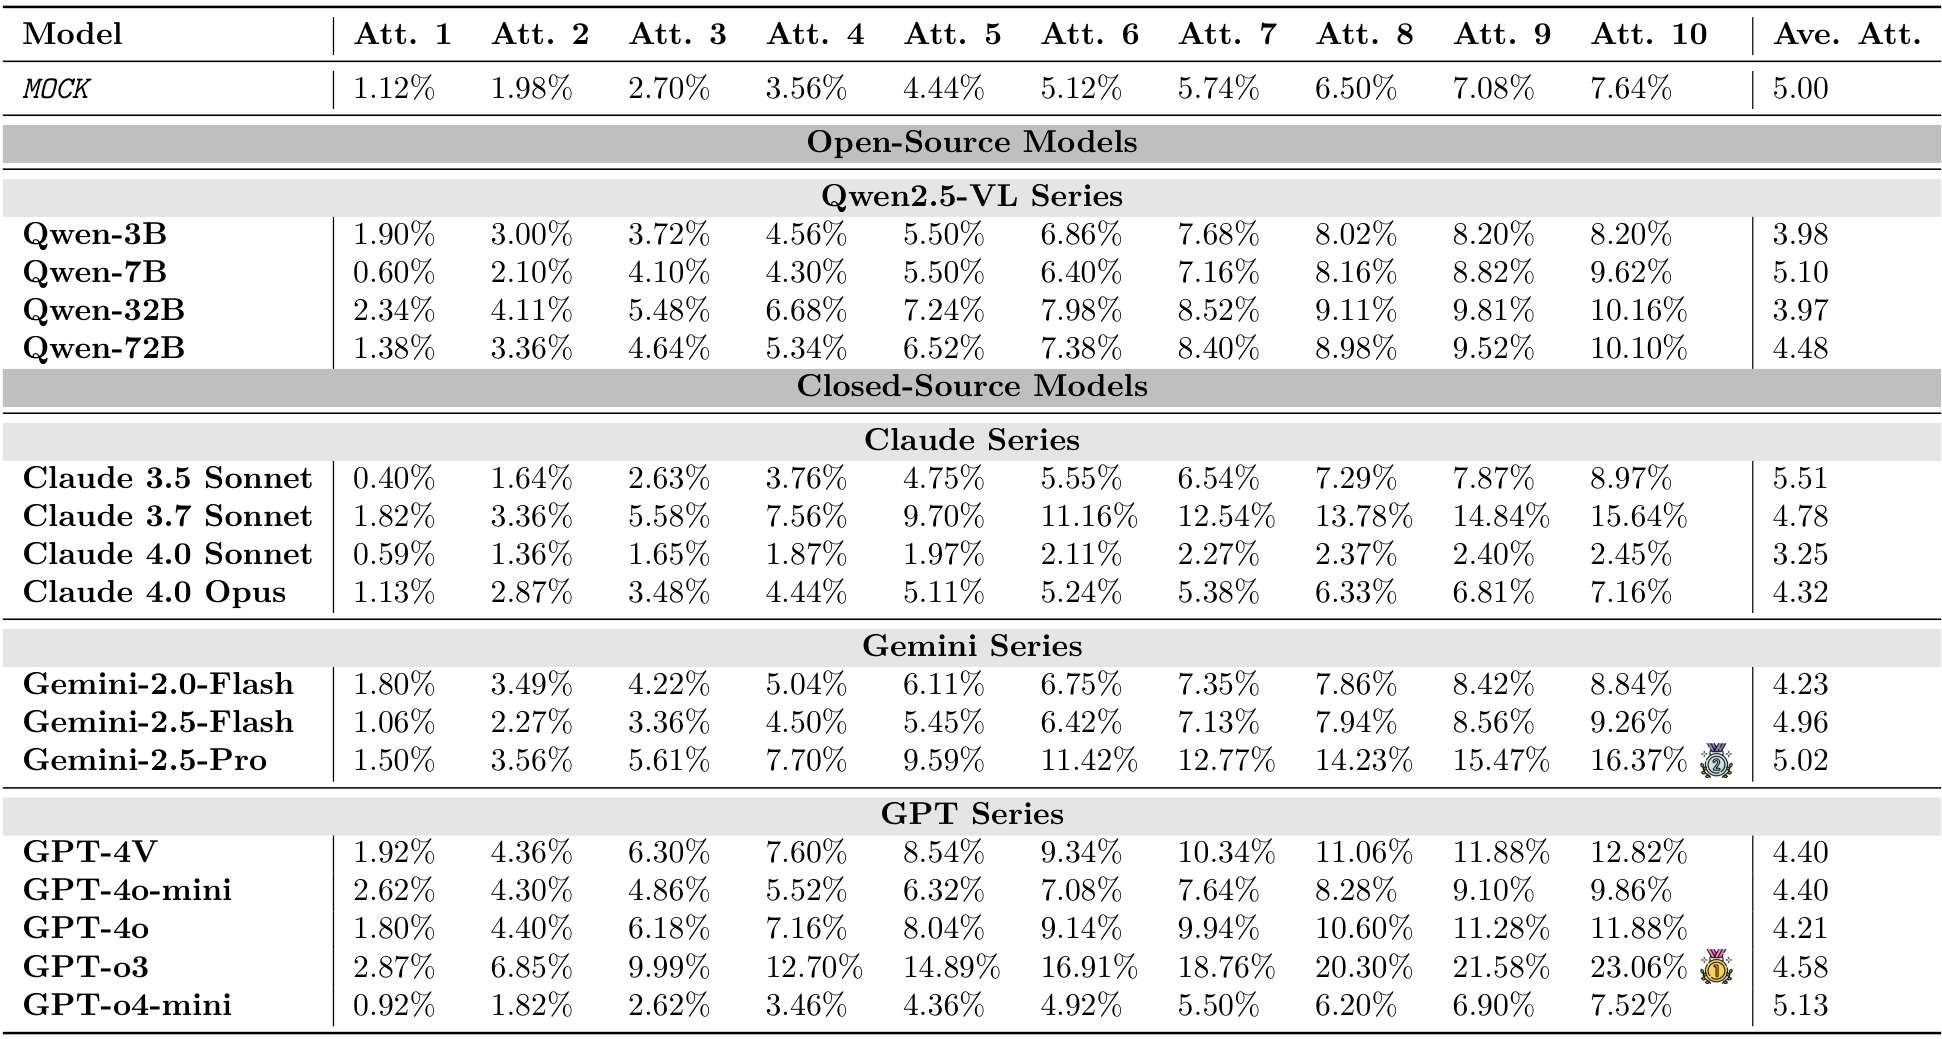 Model Att. 1 Att. 2 Att. 3 Att. 4 Att. 5 Att. 6 Att. 7 Att. 8 Att. 9 Att. 10 Ave. Att.
MOCK 1.12% 1.98% 2.70% 3.56% 4.44% 5.12% 5.74% 6.50% 7.08% 7.64% 5.00
Open-Source Models
Qwen2.5-VL Series
Qwen-3B 1.90% 3.00% 3.72% 4.56% 5.50% 6.86% 7.68% 8.02% 8.20% 8.20% 3.98
Qwen-7B 0.60% 2.10% 4.10% 4.30% 5.50% 6.40% 7.16% 8.16% 8.82% 9.62% 5.10
Qwen-32B 2.34% 4.11% 5.48% 6.68% 7.24% 7.98% 8.52% 9.11% 9.81% 10.16% 3.97
Qwen-72B 1.38% 3.36% 4.64% 5.34% 6.52% 7.38% 8.40% 8.98% 9.52% 10.10% 4.48
Closed-Source Models
Claude Series
Claude 3.5 Sonnet 0.40% 1.64% 2.63% 3.76% 4.75% 5.55% 6.54% 7.29% 7.87% 8.97% 5.51
Claude 3.7 Sonnet 1.82% 3.36% 5.58% 7.56% 9.70% 11.16% 12.54% 13.78% 14.84% 15.64% 4.78
Claude 4.0 Sonnet 0.59% 1.36% 1.65% 1.87% 1.97% 2.11% 2.27% 2.37% 2.40% 2.45% 3.25
Claude 4.0 Opus 1.13% 2.87% 3.48% 4.44% 5.11% 5.24% 5.38% 6.33% 6.81% 7.16% 4.32
Gemini Series
Gemini-2.0-Flash 1.80% 3.49% 4.22% 5.04% 6.11% 6.75% 7.35% 7.86% 8.42% 8.84% 4.23
Gemini-2.5-Flash 1.06% 2.27% 3.36% 4.50% 5.45% 6.42% 7.13% 7.94% 8.56% 9.26% 4.96
Gemini-2.5-Pro 1.50% 3.56% 5.61% 7.70% 9.59% 11.42% 12.77% 14.23% 15.47% 16.37% 2 5.02
GPT Series
GPT-4V 1.92% 4.36% 6.30% 7.60% 8.54% 9.34% 10.34% 11.06% 11.88% 12.82% 4.40
GPT-4o-mini 2.62% 4.30% 4.86% 5.52% 6.32% 7.08% 7.64% 8.28% 9.10% 9.86% 4.40
GPT-4o 1.80% 4.40% 6.18% 7.16% 8.04% 9.14% 9.94% 10.60% 11.28% 11.88% 4.21
GPT-o3 2.87% 6.85% 9.99% 12.70% 14.89% 16.91% 18.76% 20.30% 21.58% 23.06% 1 4.58
GPT-o4-mini 0.92% 1.82% 2.62% 3.46% 4.36% 4.92% 5.50% 6.20% 6.90% 7.52% 5.13